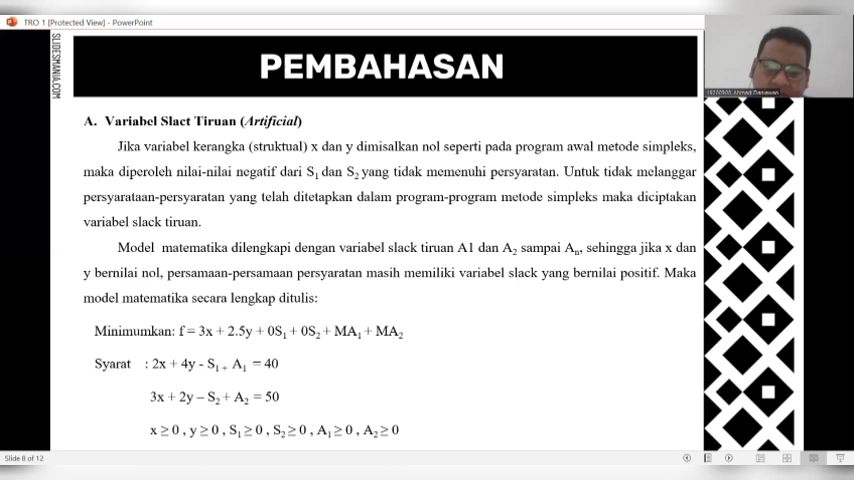 TRO 1 [Protected View] - PowerPoint
SLIDESMANIA.COM
PEMBAHASAN
A. Variabel Slact Tiruan (Artificial)
Jika variabel kerangka (struktual) x dan y dimisalkan nol seperti pada program awal metode simpleks,
maka diperoleh nilai-nilai negatif dari S₁ dan S₂ yang tidak memenuhi persyaratan. Untuk tidak melanggar
persyarataan-persyaratan yang telah ditetapkan dalam program-program metode simpleks maka diciptakan
variabel slack tiruan.
Model matematika dilengkapi dengan variabel slack tiruan A1 dan A₂ sampai Aₙ, sehingga jika x dan
y bernilai nol, persamaan-persamaan persyaratan masih memiliki variabel slack yang bernilai positif. Maka
model matematika secara lengkap ditulis:
Minimumkan: f = 3x + 2.5y + 0S₁ + 0S₂ + MA₁ + MA₂
Syarat : 2x + 4y - S₁ ₊ A₁ = 40
3x + 2y – S₂ + A₂ = 50
x ≥ 0 , y ≥ 0 , S₁ ≥ 0 , S₂ ≥ 0 , A₁ ≥ 0 , A₂ ≥ 0
Slide 8 of 12